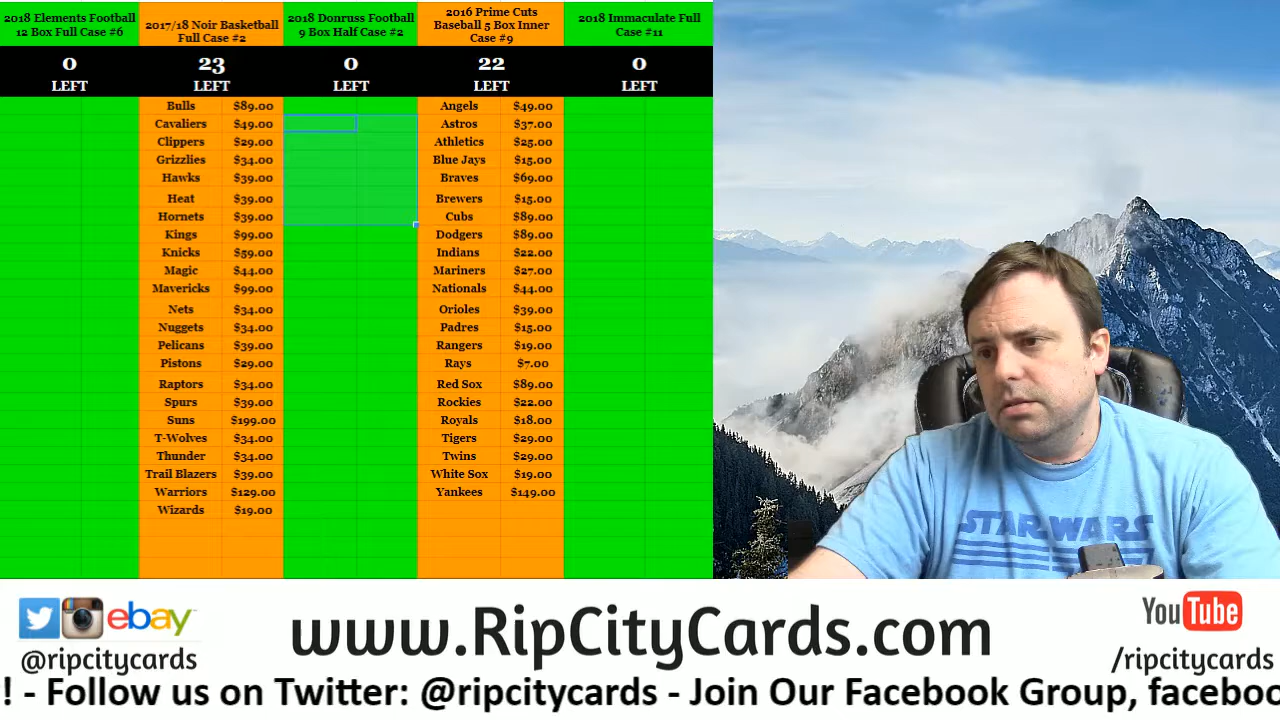 2018 Elements Football
12 Box Full Case #6
0
LEFT
2017/18 Noir Basketball
Full Case #2
23
LEFT
Bulls $89.00
Cavaliers $49.00
Clippers $29.00
Grizzlies $34.00
Hawks $39.00
Heat $39.00
Hornets $39.00
Kings $99.00
Knicks $59.00
Magic $44.00
Mavericks $99.00
Nets $34.00
Nuggets $34.00
Pelicans $39.00
Pistons $29.00
Raptors $34.00
Spurs $39.00
Suns $199.00
T-Wolves $34.00
Thunder $34.00
Trail Blazers $39.00
Warriors $129.00
Wizards $19.00
2018 Donruss Football
9 Box Half Case #2
0
LEFT
2016 Prime Cuts
Baseball 5 Box Inner
Case #9
22
LEFT
Angels $49.00
Astros $37.00
Athletics $25.00
Blue Jays $15.00
Braves $69.00
Brewers $15.00
Cubs $89.00
Dodgers $89.00
Indians $22.00
Mariners $27.00
Nationals $44.00
Orioles $39.00
Padres $15.00
Rangers $19.00
Rays $7.00
Red Sox $89.00
Rockies $22.00
Royals $18.00
Tigers $29.00
Twins $29.00
White Sox $19.00
Yankees $149.00
2018 Immaculate Full
Case #11
0
LEFT
STAR WARS
ebay
@ripcitycards
www.RipCityCards.com
YouTube
/ripcitycards
! - Follow us on Twitter: @ripcitycards - Join Our Facebook Group, faceboo